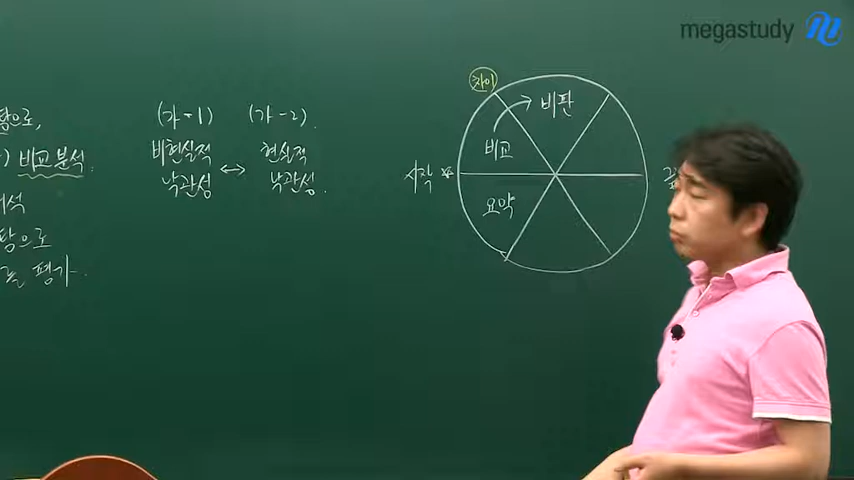 megastudy
탕으로,
비교 분석.
탕으로
평가.
(가-1) (가-2).
비현실적 현실적
낙관성 ↔ 낙관성.
차이
비판
비교
시작
요약